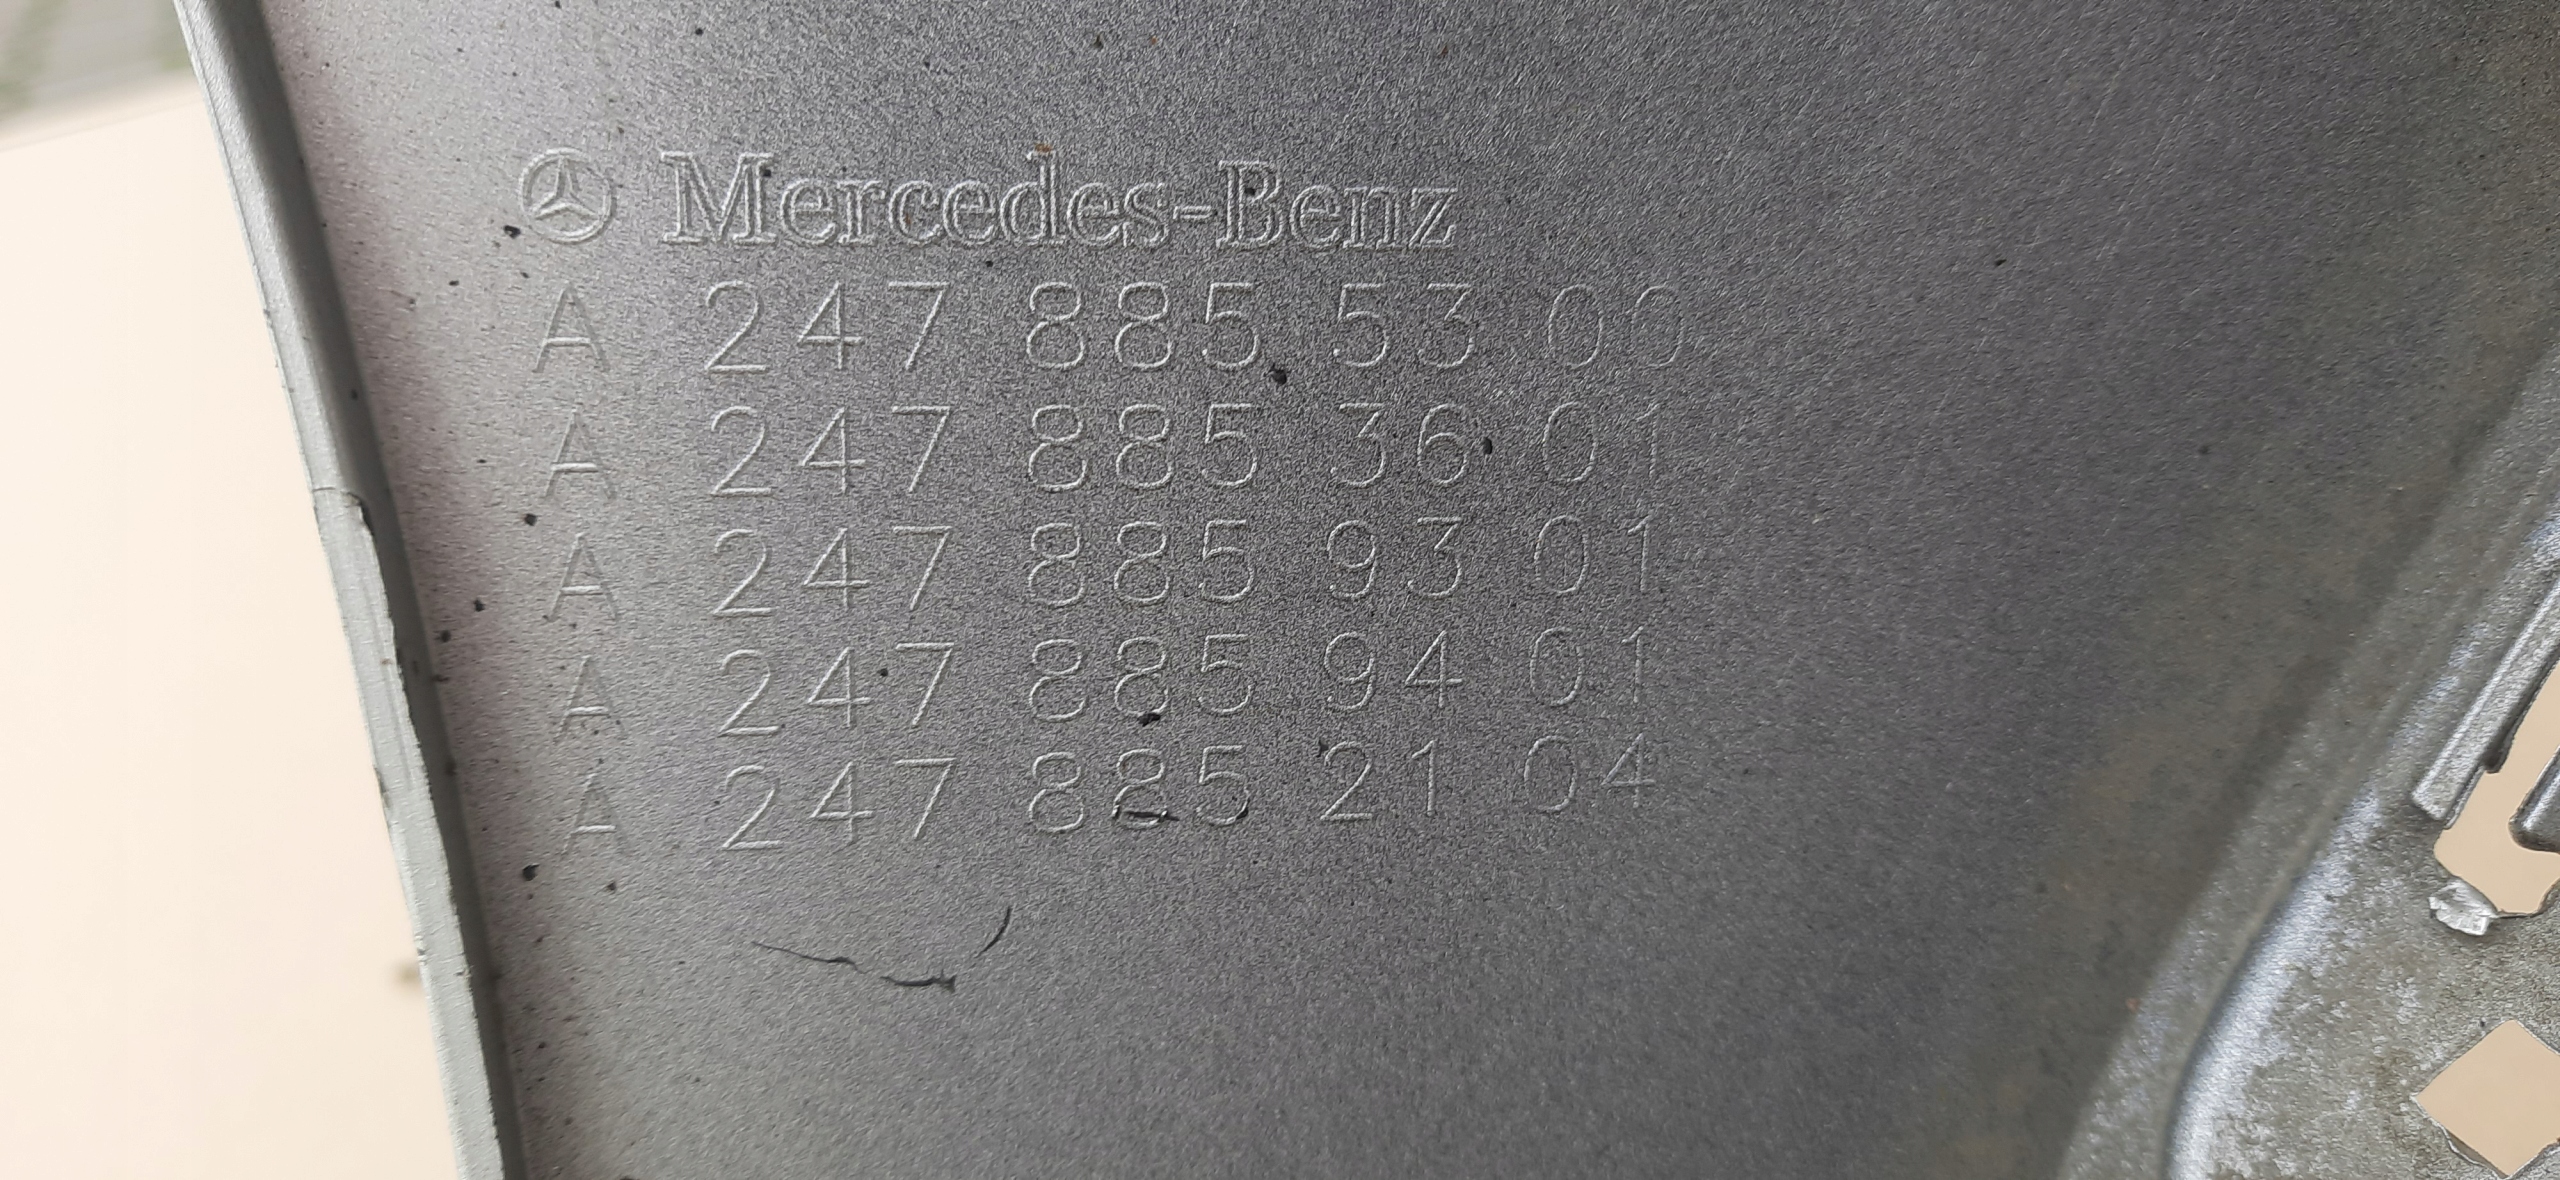 Mercedes-Benz
A 247 885 53 00
A 247 885 36 01
A 247 885 93 01
A 247 885 94 01
A 247 885 21 04